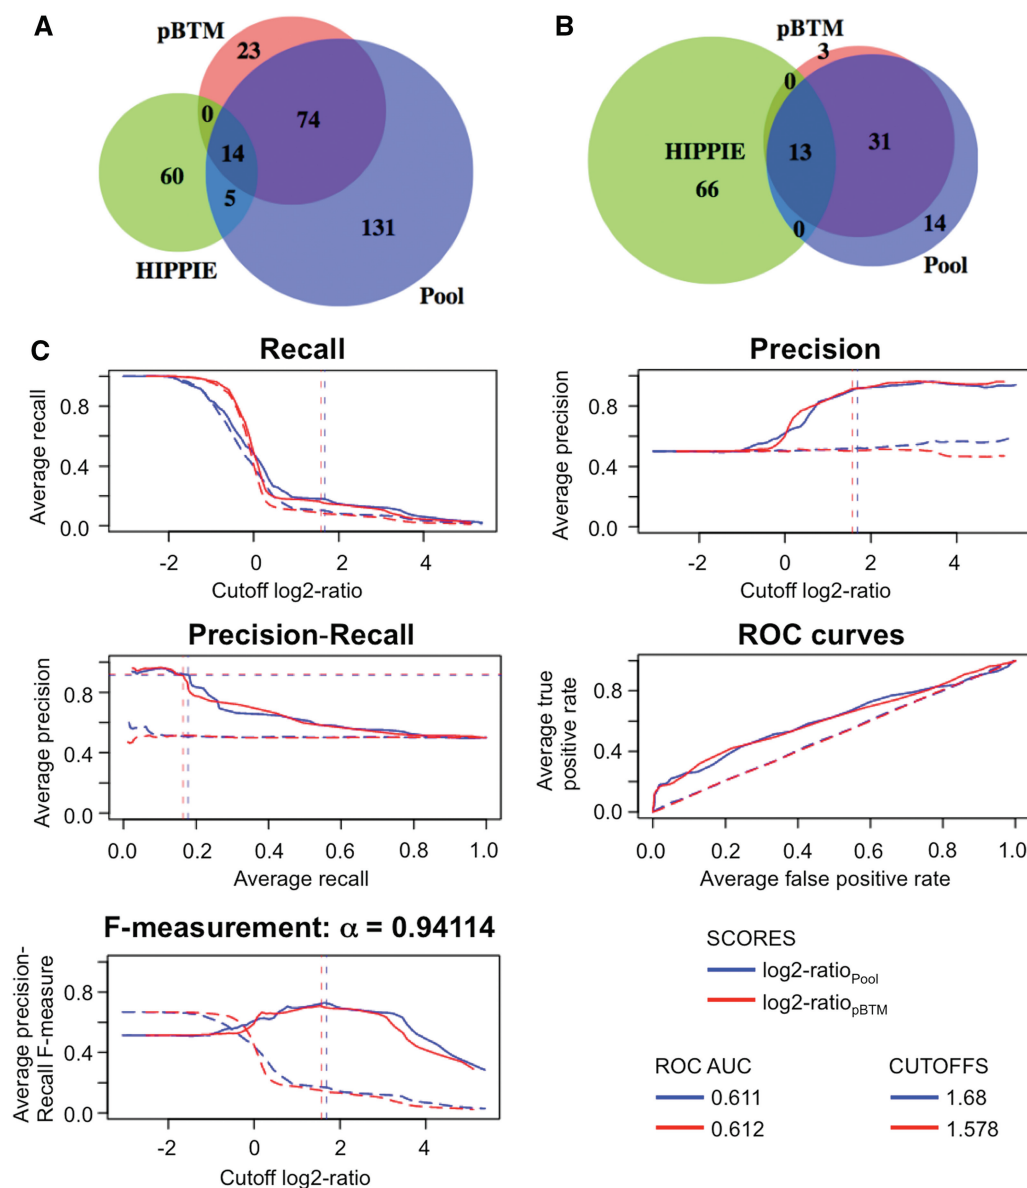 A
pBTM
23
0
74
14
60
5
131
HIPPIE
Pool
B
pBTM
3
0
HIPPIE
13
31
66
0
14
Pool
C
Recall
Average recall
0.8
0.4
0.0
-2
0
2
4
Cutoff log2-ratio
Precision
Average precision
0.8
0.4
0.0
-2
0
2
4
Cutoff log2-ratio
Precision-Recall
Average precision
0.8
0.4
0.0
0.0
0.2
0.4
0.6
0.8
1.0
Average recall
ROC curves
Average true
positive rate
0.8
0.4
0.0
0.0
0.2
0.4
0.6
0.8
1.0
Average false positive rate
F-measurement: α = 0.94114
Average precision-
Recall F-measure
0.8
0.4
0.0
-2
0
2
4
Cutoff log2-ratio
SCORES
log2-ratioPool
log2-ratiopBTM
ROC AUC
0.611
0.612
CUTOFFS
1.68
1.578